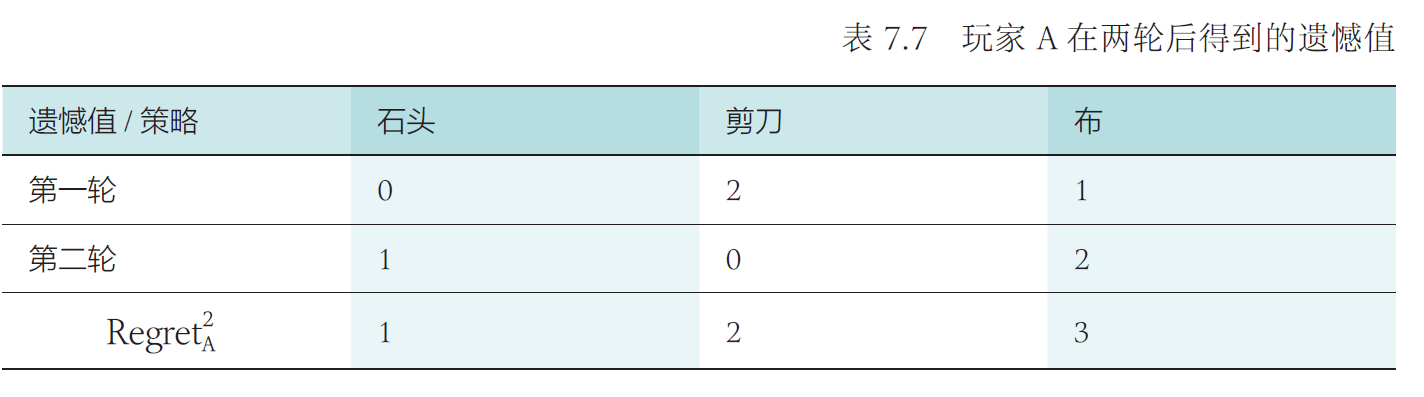 表 7.7 玩家 A 在两轮后得到的遗憾值
遗憾值 / 策略 石头 剪刀 布
第一轮 0 2 1
第二轮 1 0 2
Regret²_A 1 2 3